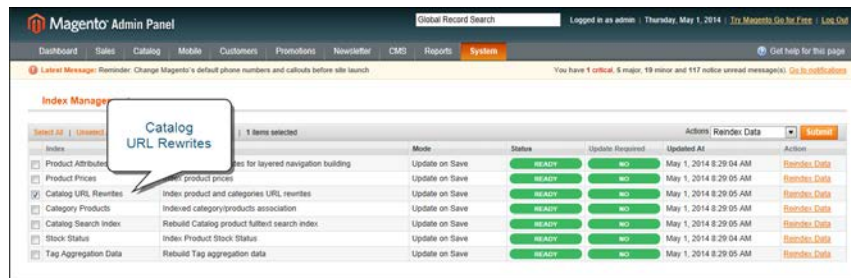 Magento Admin Panel
Global Record Search
Logged in as admin | Thursday, May 1, 2014 | Try Magento Go for Free | Log Out
Dashboard Sales Catalog Mobile Customers Promotions Newsletter CMS Reports System
Get help for this page
Latest Message: Reminder: Change Magento's default phone numbers and callouts before site launch
You have 1 critical, 5 major, 19 minor and 117 notice unread message(s). Go to notifications
Index Manage
Catalog
URL Rewrites
Select All | 1 items selected
Actions Reindex Data Submit
Index Mode Status Update Required Updated At Action
Product Attributes for layered navigation building Update on Save READY NO May 1, 2014 8:29:04 AM Reindex Data
Product Prices Index product prices Update on Save READY NO May 1, 2014 8:29:05 AM Reindex Data
Catalog URL Rewrites Index product and categories URL rewrites Update on Save READY NO May 1, 2014 8:29:05 AM Reindex Data
Category Products Indexed category/products association Update on Save READY NO May 1, 2014 8:29:05 AM Reindex Data
Catalog Search Index Rebuild Catalog product fulltext search index Update on Save READY NO May 1, 2014 8:29:05 AM Reindex Data
Stock Status Index Product Stock Status Update on Save READY NO May 1, 2014 8:29:04 AM Reindex Data
Tag Aggregation Data Rebuild Tag aggregation data Update on Save READY NO May 1, 2014 8:29:05 AM Reindex Data